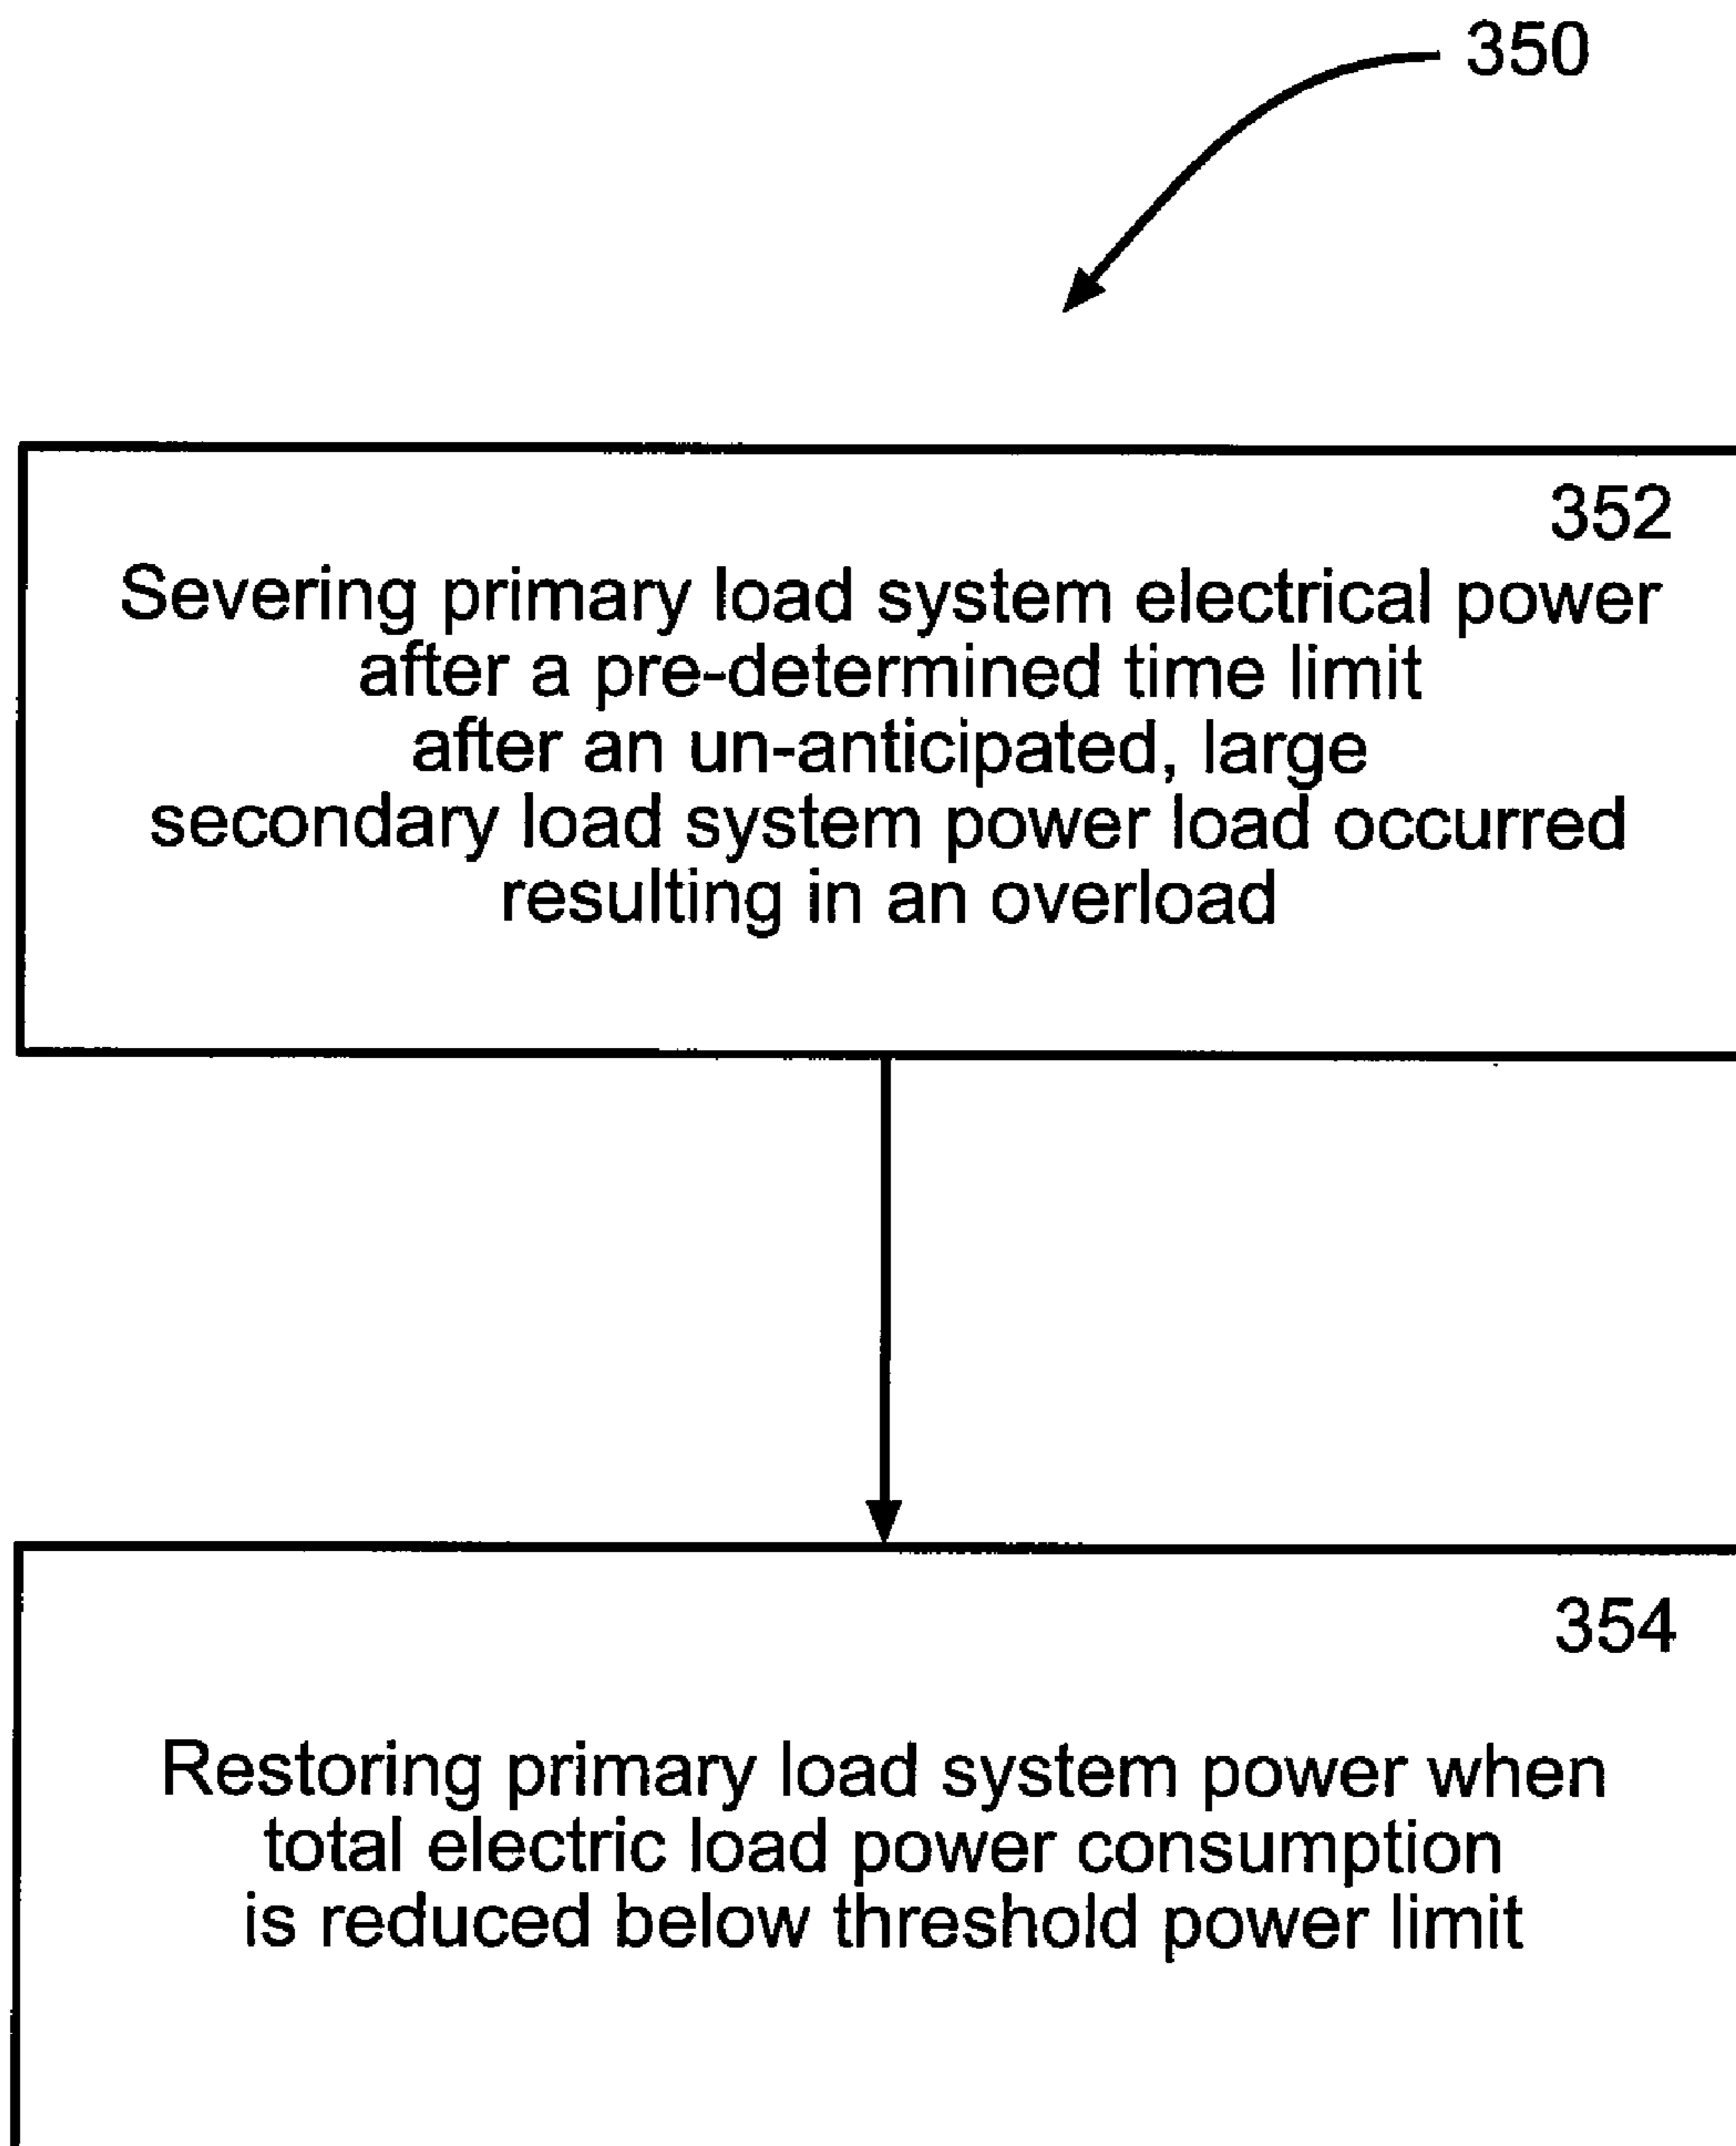 350
352
Severing primary load system electrical power
after a pre-determined time limit
after an un-anticipated, large
secondary load system power load occurred
resulting in an overload
354
Restoring primary load system power when
total electric load power consumption
is reduced below threshold power limit